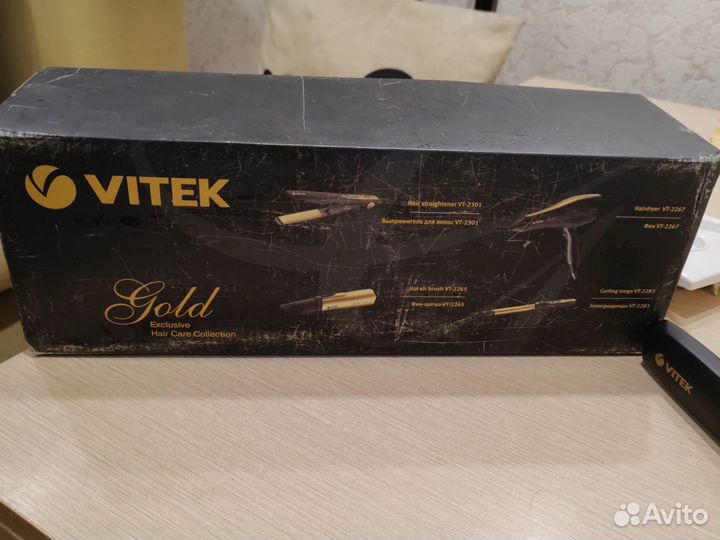 VITEK
Gold
Exclusive
Hair Care Collection
Hair straightener VT-2301
Выпрямитель для волос VT-2301
Hairdryer VT-2267
Фен VT-2267
Hot air brush VT-2265
Фен-щетка VT-2265
Curling tongs VT-2283
Электрощипцы VT-2283
VITEK
Avito